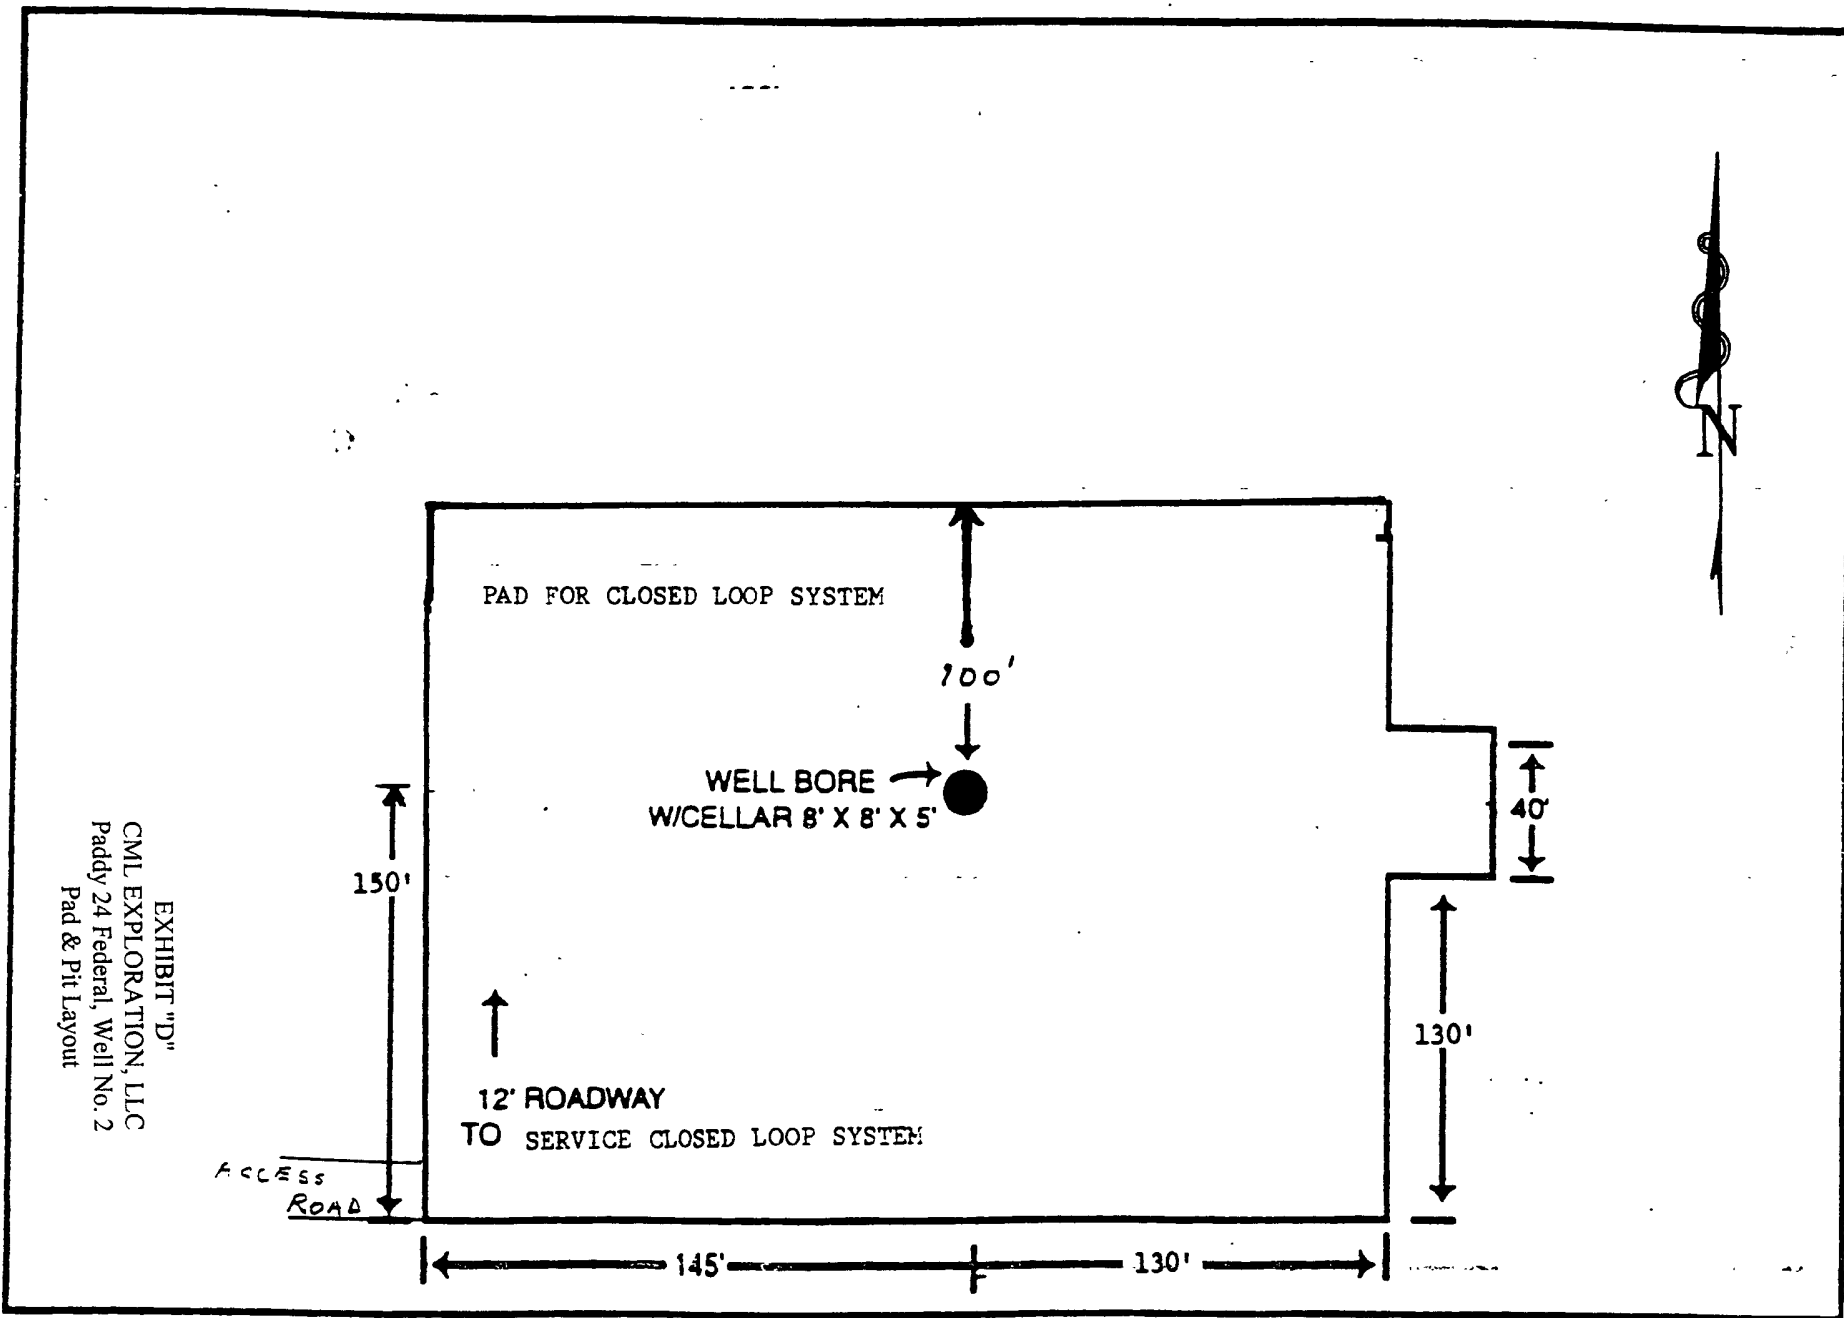 N
PAD FOR CLOSED LOOP SYSTEM
100'
WELL BORE
W/CELLAR 8' X 8' X 5'
40'
150'
130'
12' ROADWAY
TO SERVICE CLOSED LOOP SYSTEM
ACCESS
ROAD
145'
130'
EXHIBIT "D"
CML EXPLORATION, LLC
Paddy 24 Federal, Well No. 2
Pad & Pit Layout